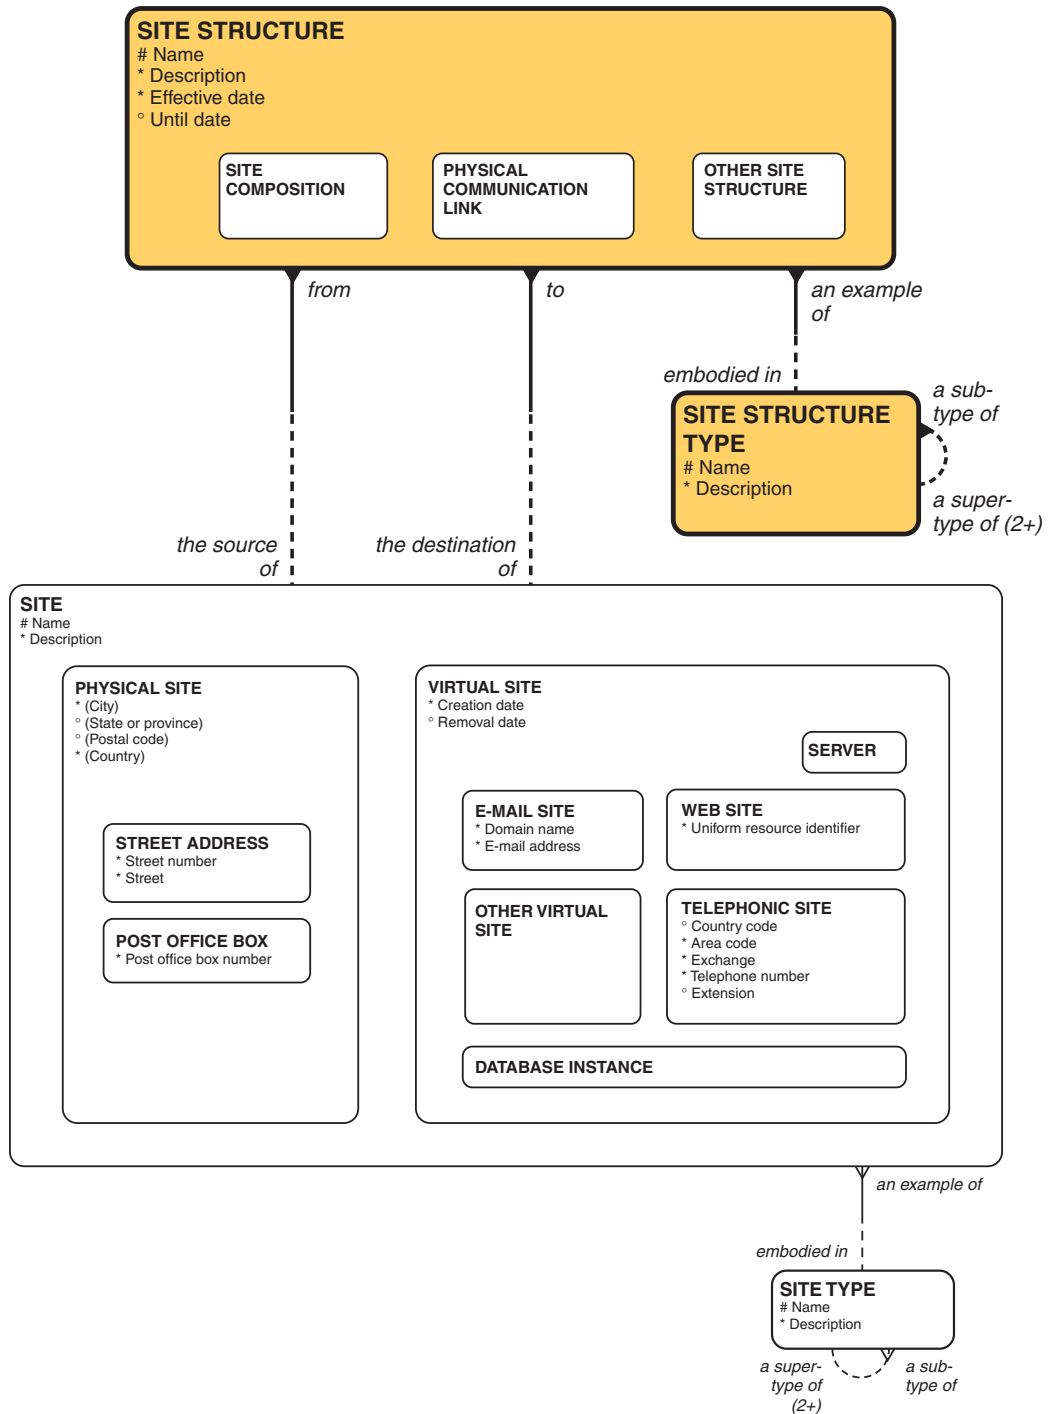 SITE STRUCTURE
# Name
* Description
* Effective date
° Until date
SITE
COMPOSITION
PHYSICAL
COMMUNICATION
LINK
OTHER SITE
STRUCTURE
from
to
an example
of
embodied in
SITE STRUCTURE
TYPE
# Name
* Description
a sub-
type of
a super-
type of (2+)
the source
of
the destination
of
SITE
# Name
* Description
PHYSICAL SITE
* (City)
° (State or province)
° (Postal code)
* (Country)
STREET ADDRESS
* Street number
* Street
POST OFFICE BOX
* Post office box number
VIRTUAL SITE
* Creation date
° Removal date
SERVER
E-MAIL SITE
* Domain name
* E-mail address
WEB SITE
* Uniform resource identifier
OTHER VIRTUAL
SITE
TELEPHONIC SITE
° Country code
* Area code
* Exchange
* Telephone number
° Extension
DATABASE INSTANCE
an example of
embodied in
SITE TYPE
# Name
* Description
a super-
type of
(2+)
a sub-
type of